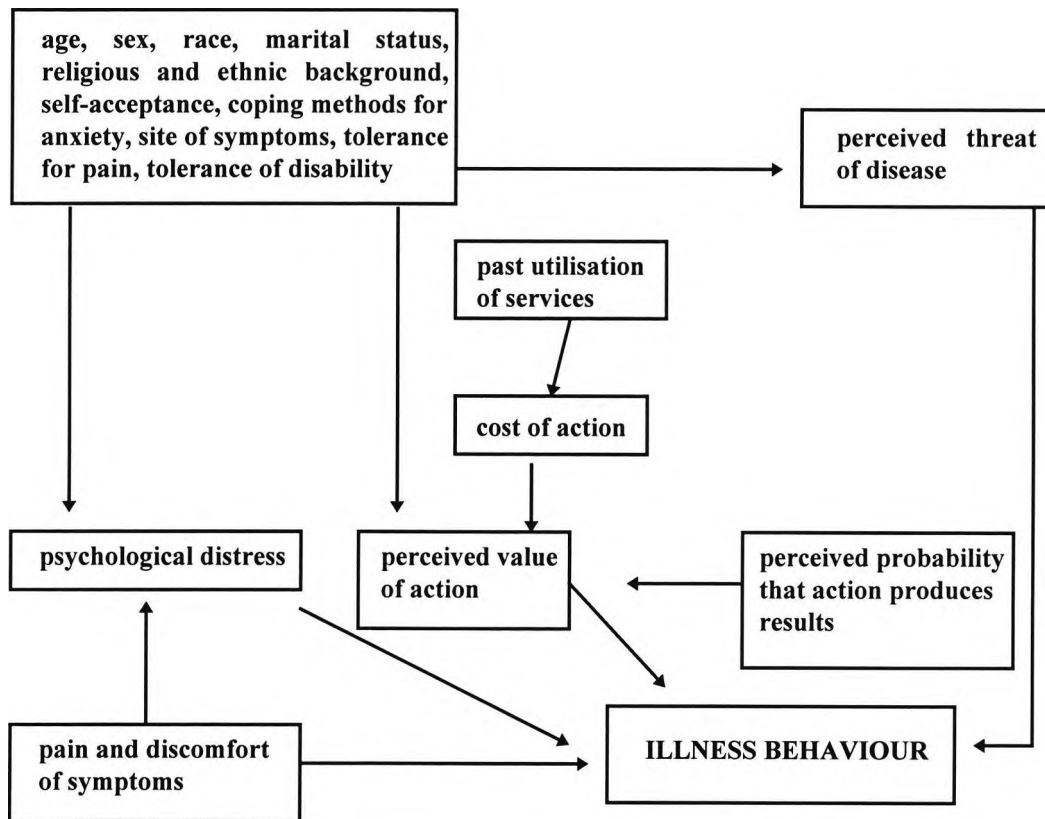 age, sex, race, marital status,
religious and ethnic background,
self-acceptance, coping methods for
anxiety, site of symptoms, tolerance
for pain, tolerance of disability
perceived threat
of disease
past utilisation
of services
cost of action
psychological distress
perceived value
of action
perceived probability
that action produces
results
pain and discomfort
of symptoms
ILLNESS BEHAVIOUR